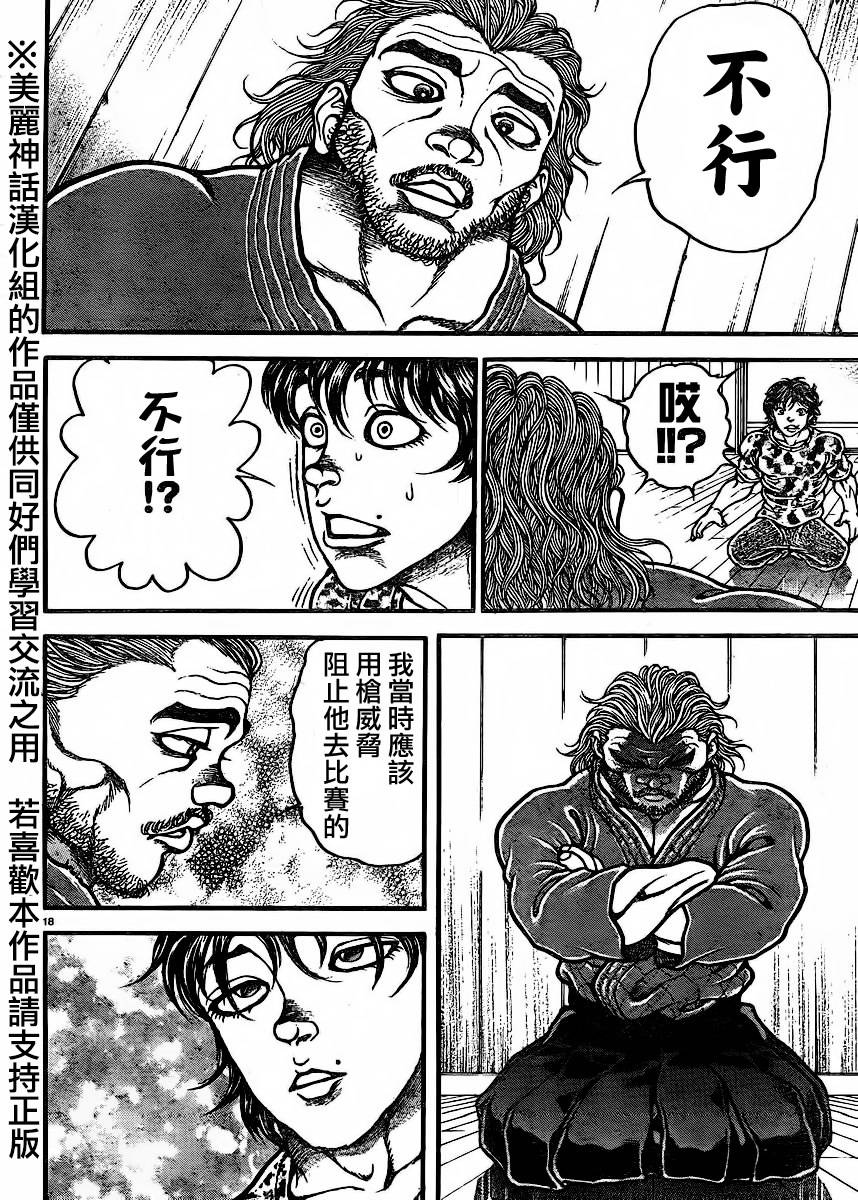 不行
哎!!?
不行!?
我當時應該
用槍威脅
阻止他去比賽的
18
※美麗神話漢化組的作品僅供同好們學習交流之用 若喜歡本作品請支持正版